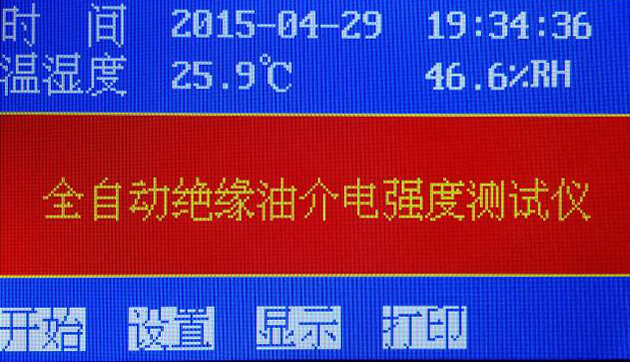 时 间 2015-04-29 19:34:36
温湿度 25.9℃ 46.6%RH
全自动绝缘油介电强度测试仪
开始 设置 显示 打印